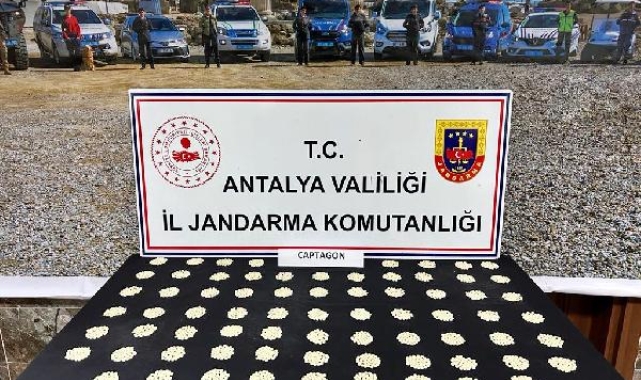 T.C.
ANTALYA VALİLİĞİ
İL JANDARMA KOMUTANLIĞI
CAPTAGON